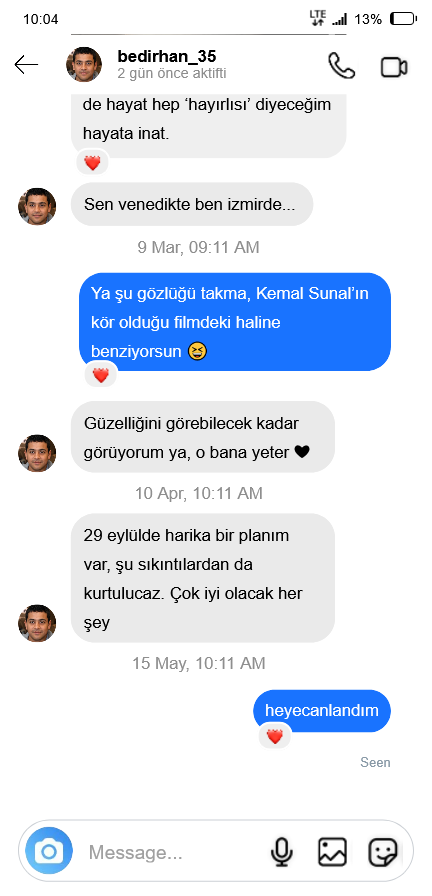 10:04
LTE
13%
bedirhan_35
2 gün önce aktifti
de hayat hep ‘hayırlısı’ diyeceğim
hayata inat.
Sen venedikte ben izmirde...
9 Mar, 09:11 AM
Ya şu gözlüğü takma, Kemal Sunal’ın
kör olduğu filmdeki haline
benziyorsun 😆
Güzelliğini görebilecek kadar
görüyorum ya, o bana yeter 🖤
10 Apr, 10:11 AM
29 eylülde harika bir planım
var, şu sıkıntılardan da
kurtulucaz. Çok iyi olacak her
şey
15 May, 10:11 AM
heyecanlandım
Seen
Message...